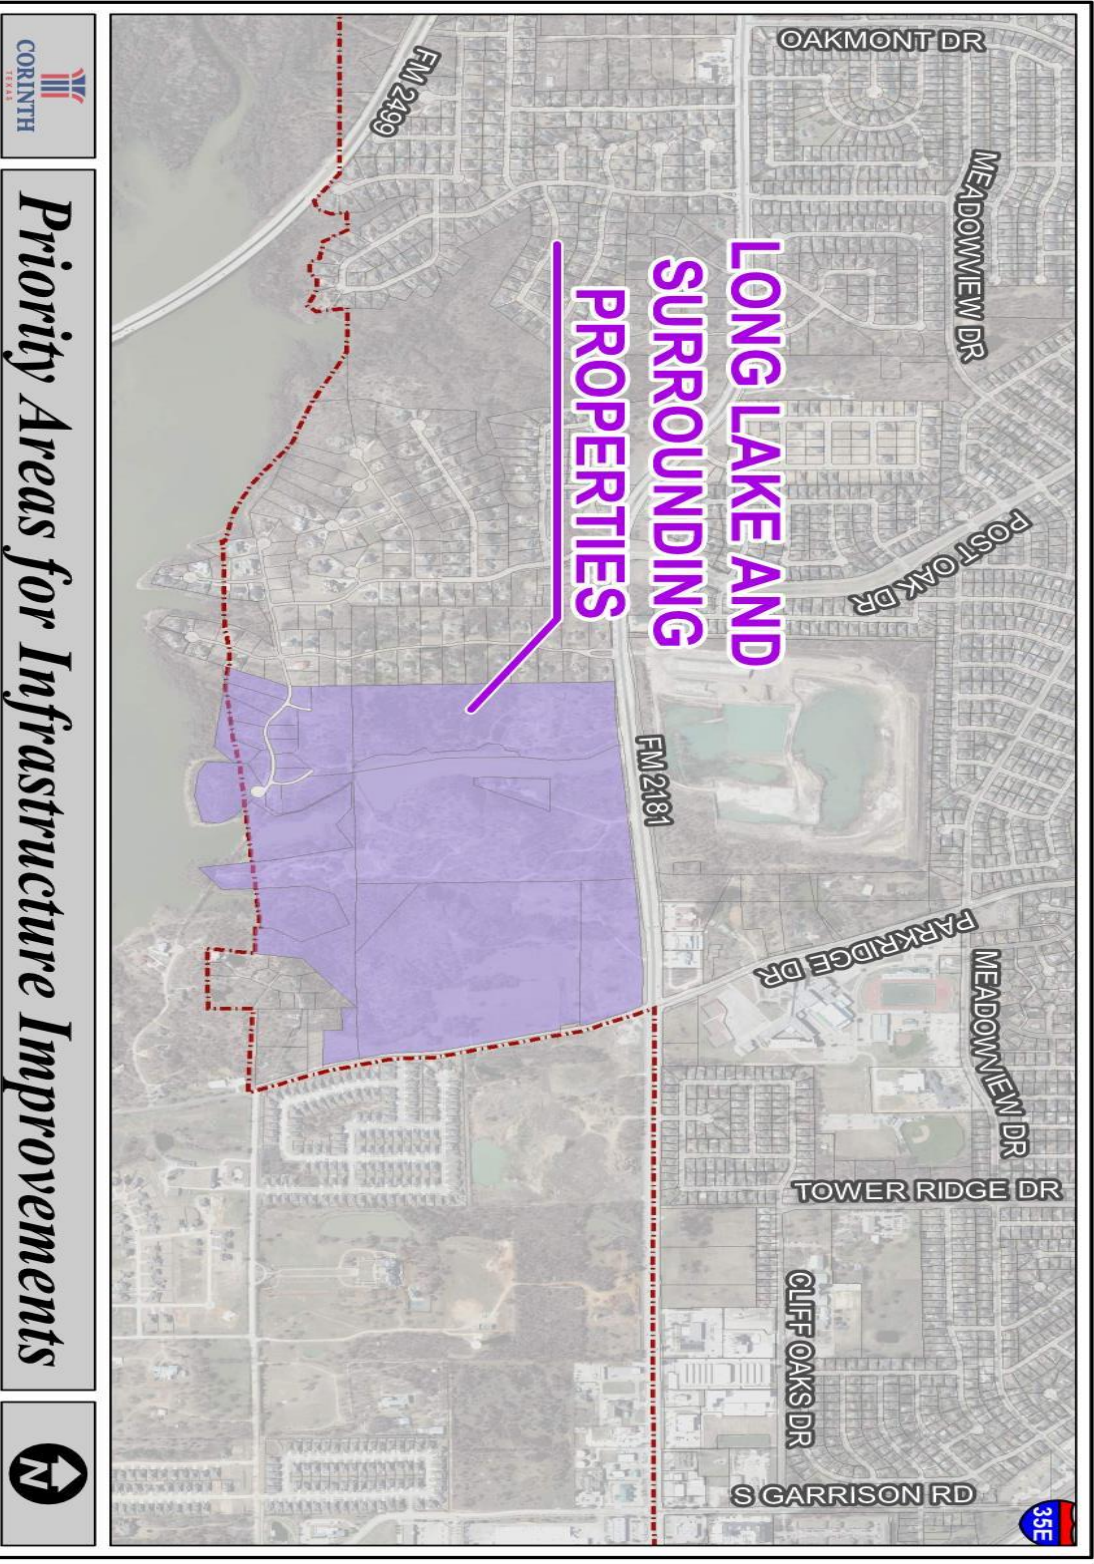 OAKMONT DR
MEADOWVIEW DR
POST OAK DR
FM 2499
LONG LAKE AND
SURROUNDING
PROPERTIES
FM 2181
PARKRIDGE DR
MEADOWVIEW DR
TOWER RIDGE DR
CLIFF OAKS DR
S GARRISON RD
35E
CORINTH
TEXAS
Priority Areas for Infrastructure Improvements
N